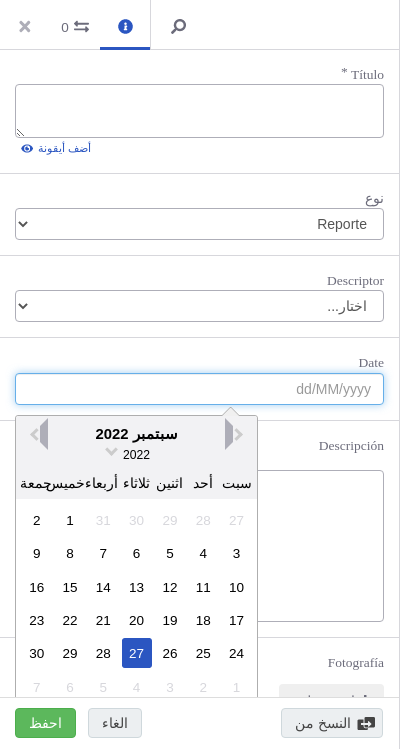 0
Título *
أضف أيقونة
نوع
Reporte
Descriptor
اختار...
Date
dd/MM/yyyy
سبتمبر 2022
2022
سبت أحد اثنين ثلاثاء أربعاء خميس جمعة
27 28 29 30 31 1 2
3 4 5 6 7 8 9
10 11 12 13 14 15 16
17 18 19 20 21 22 23
24 25 26 27 28 29 30
1 2 3 4 5 6 7
Descripción
Fotografía
النسخ من
الغاء
احفظ